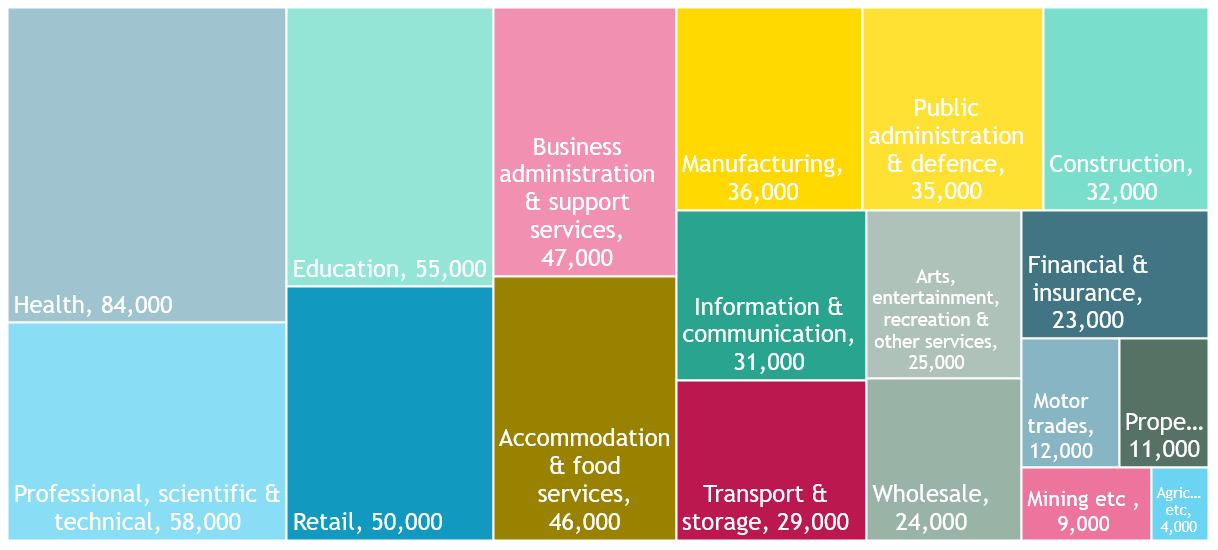 Health, 84,000
Professional, scientific &
technical, 58,000
Education, 55,000
Retail, 50,000
Business
administration
& support
services,
47,000
Accommodation
& food
services,
46,000
Manufacturing,
36,000
Public
administration
& defence,
35,000
Construction,
32,000
Information &
communication,
31,000
Transport &
storage, 29,000
Arts,
entertainment,
recreation &
other services,
25,000
Wholesale,
24,000
Financial &
insurance,
23,000
Motor
trades,
12,000
Prope...
11,000
Mining etc ,
9,000
Agric...
etc,
4,000